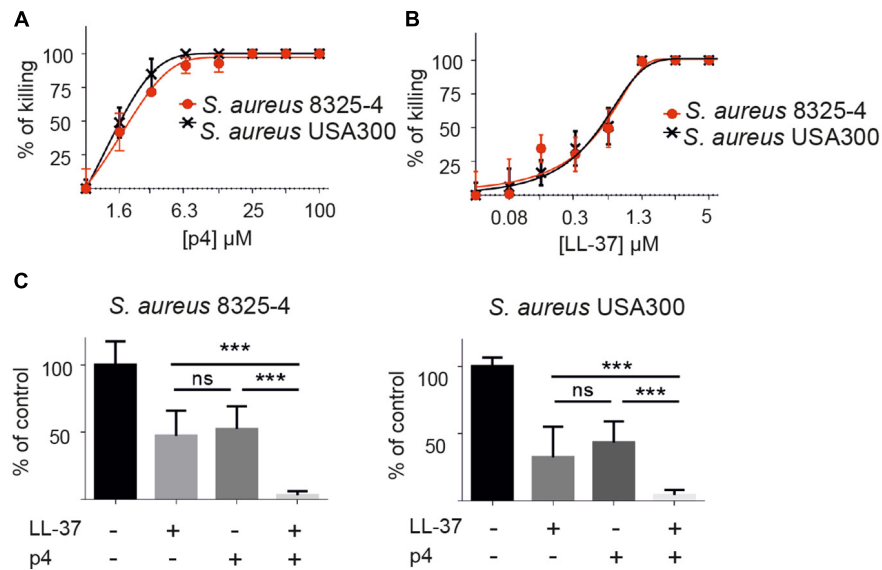 A
% of killing
100
75
50
25
S. aureus 8325-4
S. aureus USA300
1.6 6.3 25 100
[p4] µM
B
% of killing
100
75
50
25
S. aureus 8325-4
S. aureus USA300
0.08 0.3 1.3 5
[LL-37] µM
C
S. aureus 8325-4
% of control
100
50
***
ns ***
LL-37 - + - +
p4 - - + +
S. aureus USA300
% of control
100
50
***
ns ***
- + - +
- - + +